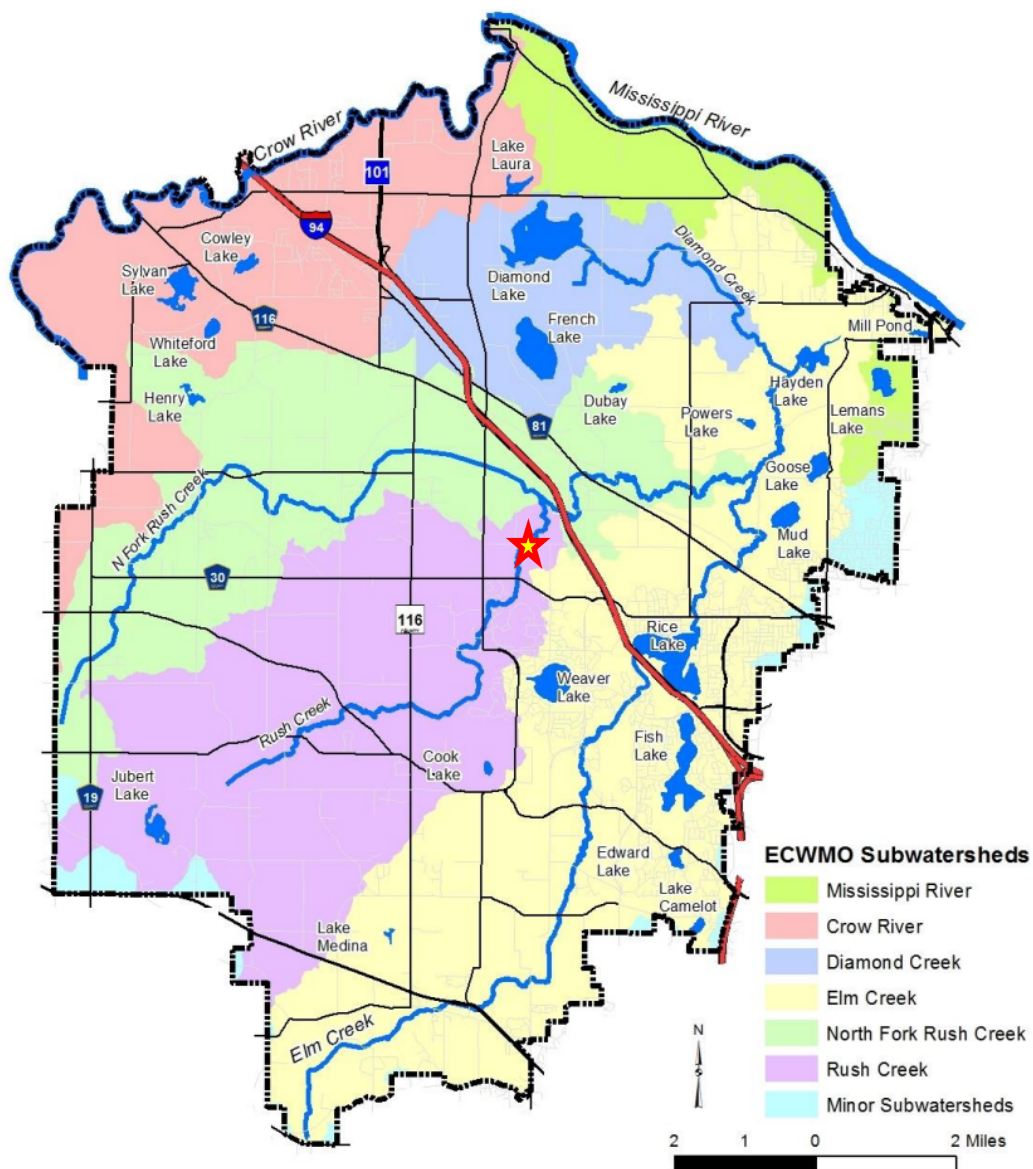 Mississippi River
Crow River
Lake
Laura
101
94
Cowley
Lake
Sylvan
Lake
116
Whiteford
Lake
Diamond Creek
Diamond
Lake
French
Lake
Mill Pond
Henry
Lake
Dubay
Lake
Hayden
Lake
Lemans
Lake
Powers
Lake
81
Goose
Lake
Mud
Lake
N Fork Rush Creek
30
116
Rice
Lake
Weaver
Lake
Rush Creek
Fish
Lake
Cook
Lake
Jubert
Lake
19
Edward
Lake
Lake
Camelot
Lake
Medina
Elm Creek
ECWMO Subwatersheds
Mississippi River
Crow River
Diamond Creek
Elm Creek
North Fork Rush Creek
Rush Creek
Minor Subwatersheds
N
2 1 0 2 Miles